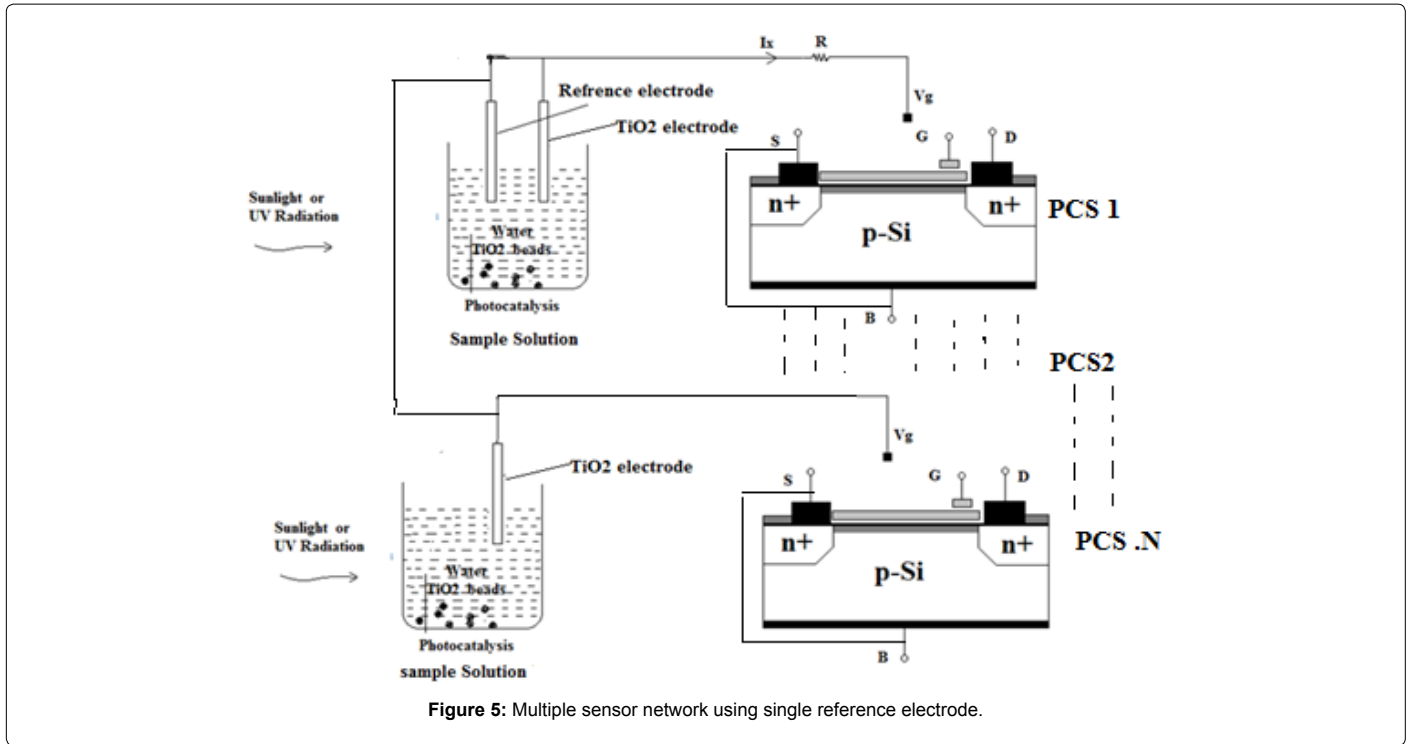 Ix R
Vg
Refrence electrode
TiO2 electrode
S G D
Sunlight or
UV Radiation
n+ n+ PCS 1
p-Si
Water
TiO2 beads
Photocatalysis
B
Sample Solution
PCS2
Vg
TiO2 electrode
S G D
Sunlight or
UV Radiation
n+ n+ PCS .N
p-Si
Water
TiO2 beads
Photocatalysis
B
sample Solution
Figure 5: Multiple sensor network using single reference electrode.